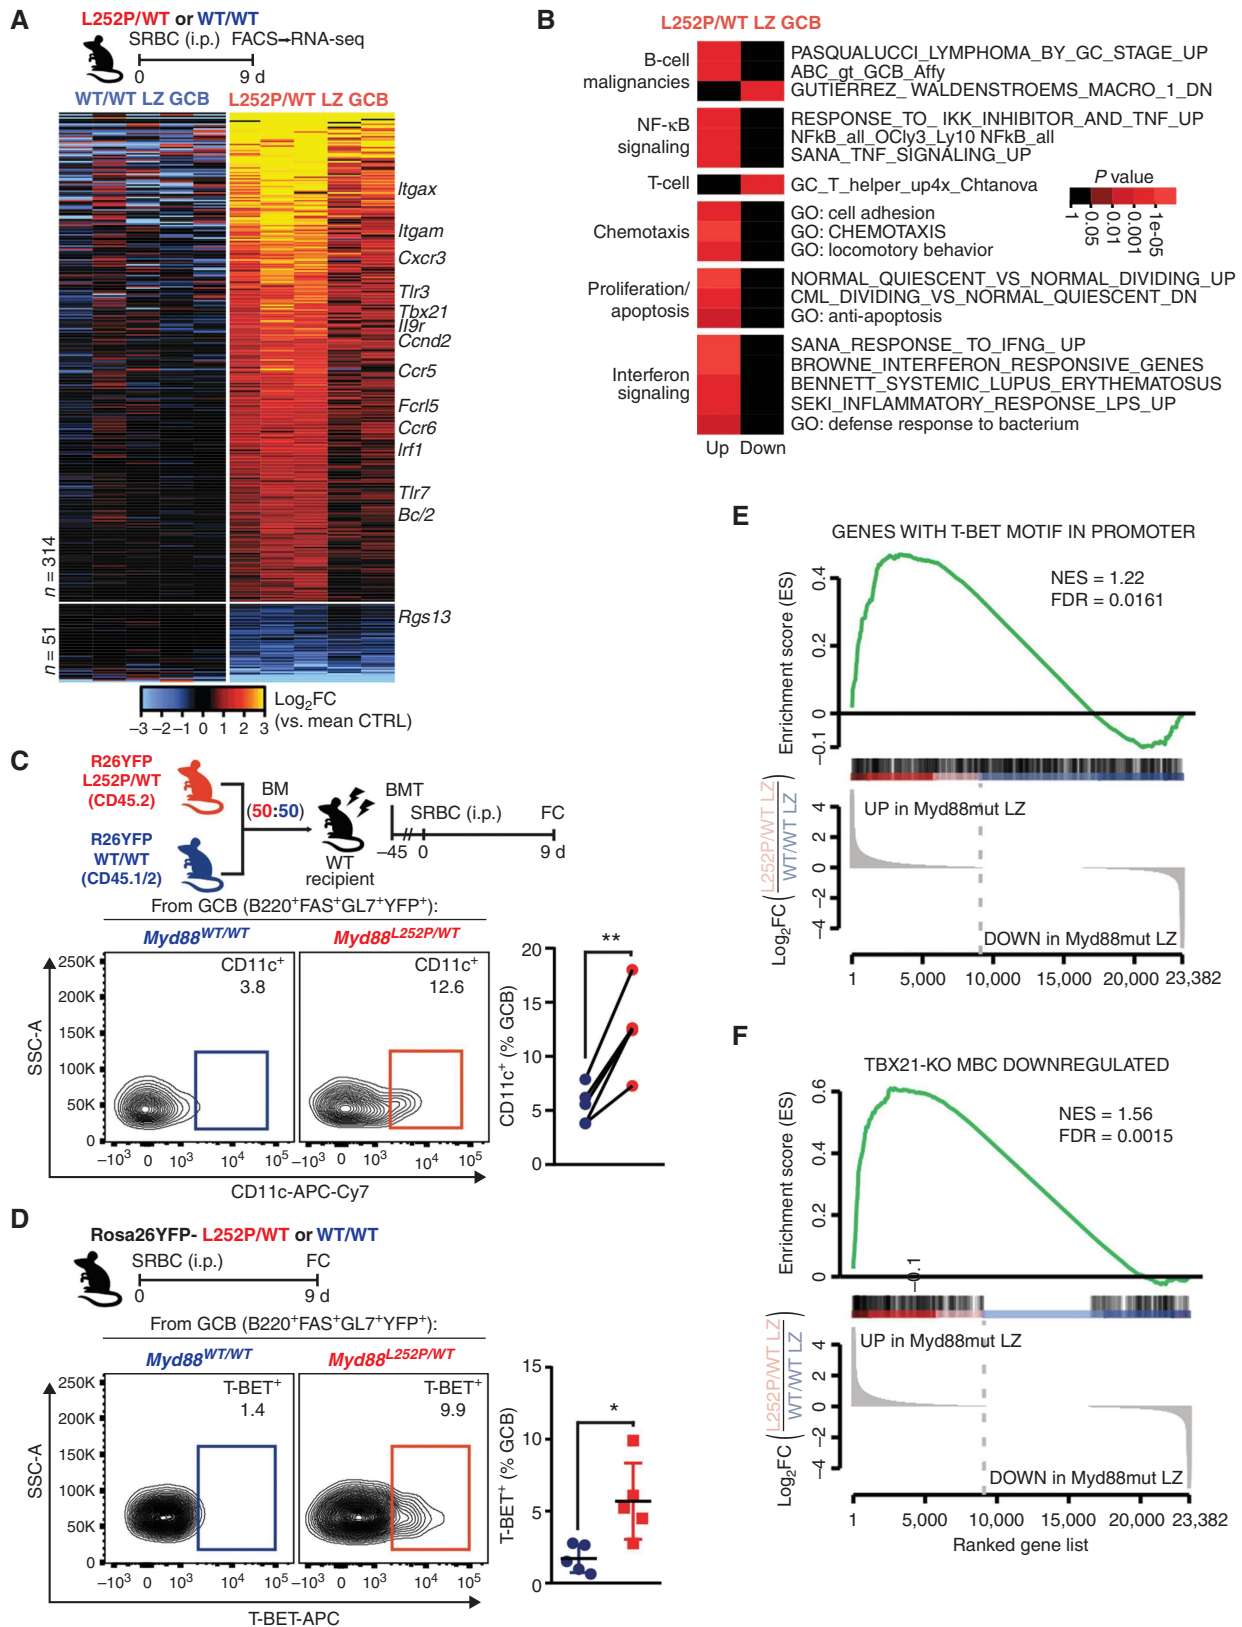 A
L252P/WT or WT/WT
SRBC (i.p.) FACS→RNA-seq
0 9 d
WT/WT LZ GCB L252P/WT LZ GCB
Itgax
Itgam
Cxcr3
Tlr3
Tbx21
Il9r
Ccnd2
Ccr5
Fcrl5
Ccr6
Irf1
Tlr7
Bc/2
Rgs13
n = 314
n = 51
–3 –2 –1 0 1 2 3
Log2FC
(vs. mean CTRL)
B
L252P/WT LZ GCB
B-cell
malignancies
PASQUALUCCI_LYMPHOMA_BY_GC_STAGE_UP
ABC_gt_GCB_Affy
GUTIERREZ_ WALDENSTROEMS_MACRO_1_DN
NF-κB
signaling
RESPONSE_TO_ IKK_INHIBITOR_AND_TNF_UP
NFkB_all_OCly3_Ly10 NFkB_all
SANA_TNF_SIGNALING_UP
T-cell
GC_T_helper_up4x_Chtanova
Chemotaxis
GO: cell adhesion
GO: CHEMOTAXIS
GO: locomotory behavior
Proliferation/
apoptosis
NORMAL_QUIESCENT_VS_NORMAL_DIVIDING_UP
CML_DIVIDING_VS_NORMAL_QUIESCENT_DN
GO: anti-apoptosis
Interferon
signaling
SANA_RESPONSE_TO_IFNG_ UP
BROWNE_INTERFERON_RESPONSIVE_GENES
BENNETT_SYSTEMIC_LUPUS_ERYTHEMATOSUS
SEKI_INFLAMMATORY_RESPONSE_LPS_UP
GO: defense response to bacterium
Up Down
P value
1
0.05
0.01
0.001
1e-05
C
R26YFP
L252P/WT
(CD45.2)
R26YFP
WT/WT
(CD45.1/2)
BM
(50:50)
WT
recipient
BMT
SRBC (i.p.) FC
–45 0 9 d
From GCB (B220+FAS+GL7+YFP+):
Myd88WT/WT Myd88L252P/WT
CD11c+
3.8
CD11c+
12.6
SSC-A
250K
200K
150K
100K
50K
0
–10³ 0 10³ 10⁴ 10⁵ –10³ 0 10³ 10⁴ 10⁵
CD11c-APC-Cy7
CD11c+ (% GCB)
20
15
10
5
0
**
D
Rosa26YFP- L252P/WT or WT/WT
SRBC (i.p.) FC
0 9 d
From GCB (B220+FAS+GL7+YFP+):
Myd88WT/WT Myd88L252P/WT
T-BET+
1.4
T-BET+
9.9
SSC-A
250K
200K
150K
100K
50K
0
–10³ 0 10³ 10⁴ 10⁵ –10³ 0 10³ 10⁴ 10⁵
T-BET-APC
T-BET+ (% GCB)
15
10
5
0
*
E
GENES WITH T-BET MOTIF IN PROMOTER
NES = 1.22
FDR = 0.0161
Enrichment score (ES)
0.4
0.2
0
–0.1
UP in Myd88mut LZ
DOWN in Myd88mut LZ
Log2FC (L252P/WT LZ / WT/WT LZ)
4
2
0
–2
–4
1 5,000 10,000 15,000 20,000 23,382
F
TBX21-KO MBC DOWNREGULATED
NES = 1.56
FDR = 0.0015
Enrichment score (ES)
0.6
0.4
0.2
0
–0.1
UP in Myd88mut LZ
DOWN in Myd88mut LZ
Log2FC (L252P/WT LZ / WT/WT LZ)
4
2
0
–2
–4
1 5,000 10,000 15,000 20,000 23,382
Ranked gene list